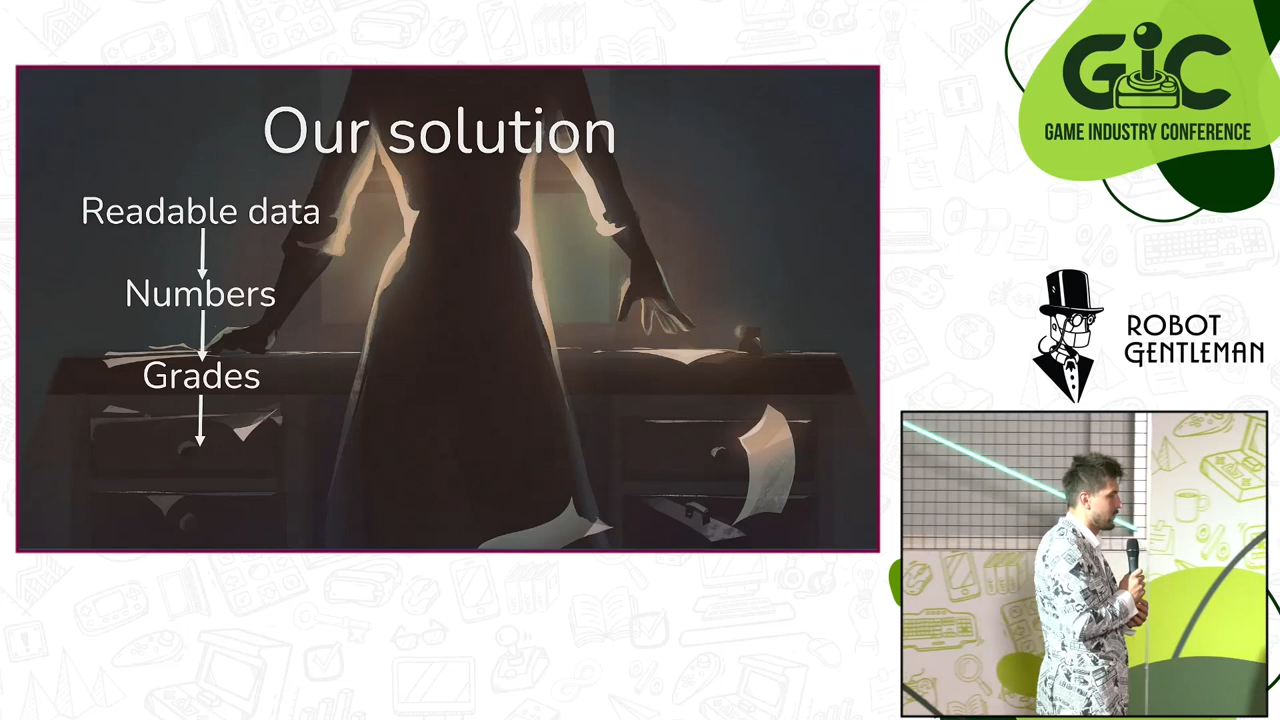 Our solution
Readable data
Numbers
Grades
GIC
GAME INDUSTRY CONFERENCE
ROBOT
GENTLEMAN